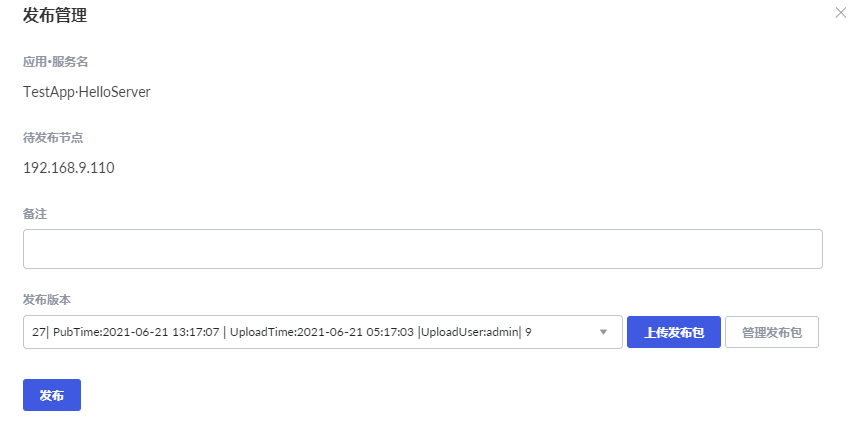 发布管理
应用·服务名
TestApp·HelloServer
待发布节点
192.168.9.110
备注
发布版本
27| PubTime:2021-06-21 13:17:07 | UploadTime:2021-06-21 05:17:03 |UploadUser:admin| 9
上传发布包
管理发布包
发布